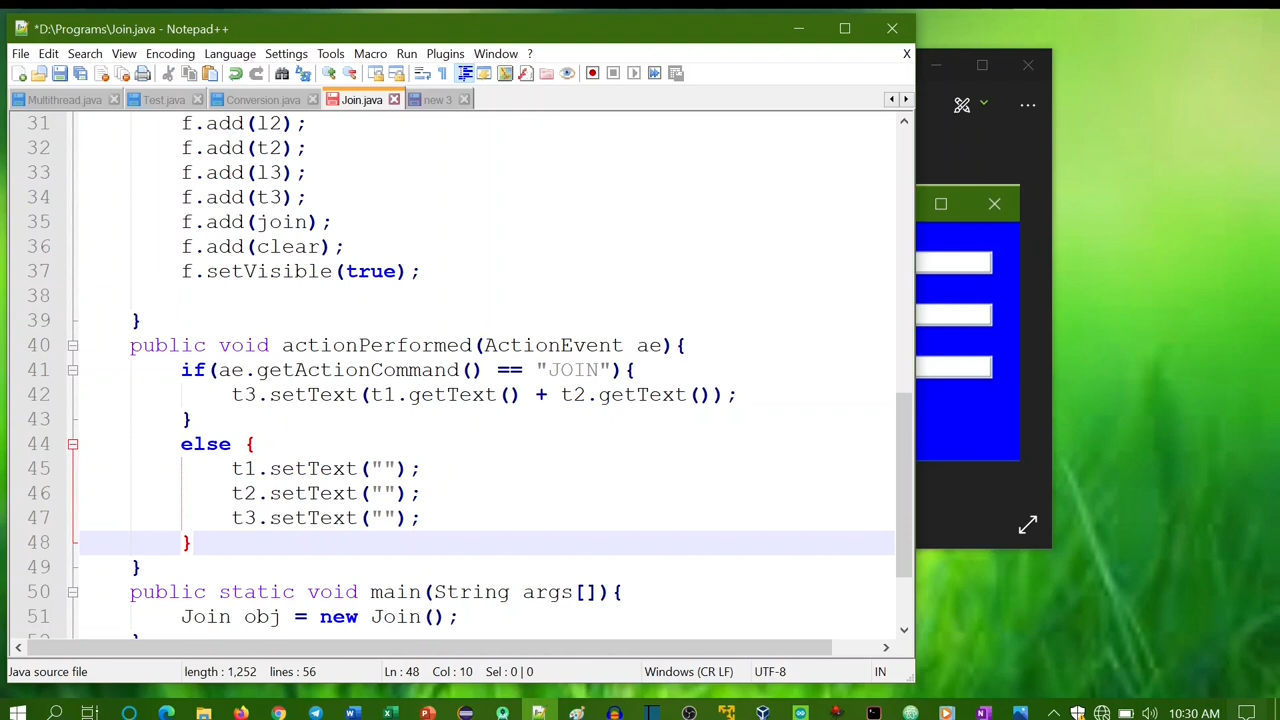 *D:\Programs\Join.java - Notepad++
File Edit Search View Encoding Language Settings Tools Macro Run Plugins Window ? X
Multithread.java Test.java Conversion.java Join.java new 3
31 f.add(l2);
32 f.add(t2);
33 f.add(l3);
34 f.add(t3);
35 f.add(join);
36 f.add(clear);
37 f.setVisible(true);
38
39 }
40 public void actionPerformed(ActionEvent ae){
41 if(ae.getActionCommand() == "JOIN"){
42 t3.setText(t1.getText() + t2.getText());
43 }
44 else {
45 t1.setText("");
46 t2.setText("");
47 t3.setText("");
48 }
49 }
50 public static void main(String args[]){
51 Join obj = new Join();
Java source file length : 1,252 lines : 56 Ln : 48 Col : 10 Sel : 0 | 0 Windows (CR LF) UTF-8 IN
10:30 AM